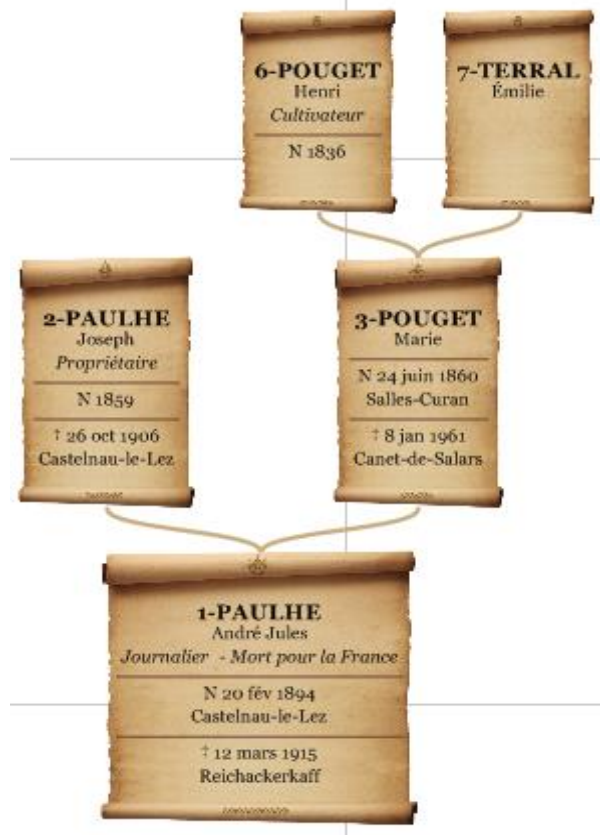 6-POUGET
Henri
Cultivateur
N 1836
7-TERRAL
Émilie
2-PAULHE
Joseph
Propriétaire
N 1859
† 26 oct 1906
Castelnau-le-Lez
3-POUGET
Marie
N 24 juin 1860
Salles-Curan
† 8 jan 1961
Canet-de-Salars
1-PAULHE
André Jules
Journalier - Mort pour la France
N 20 fév 1894
Castelnau-le-Lez
† 12 mars 1915
Reichackerkaff